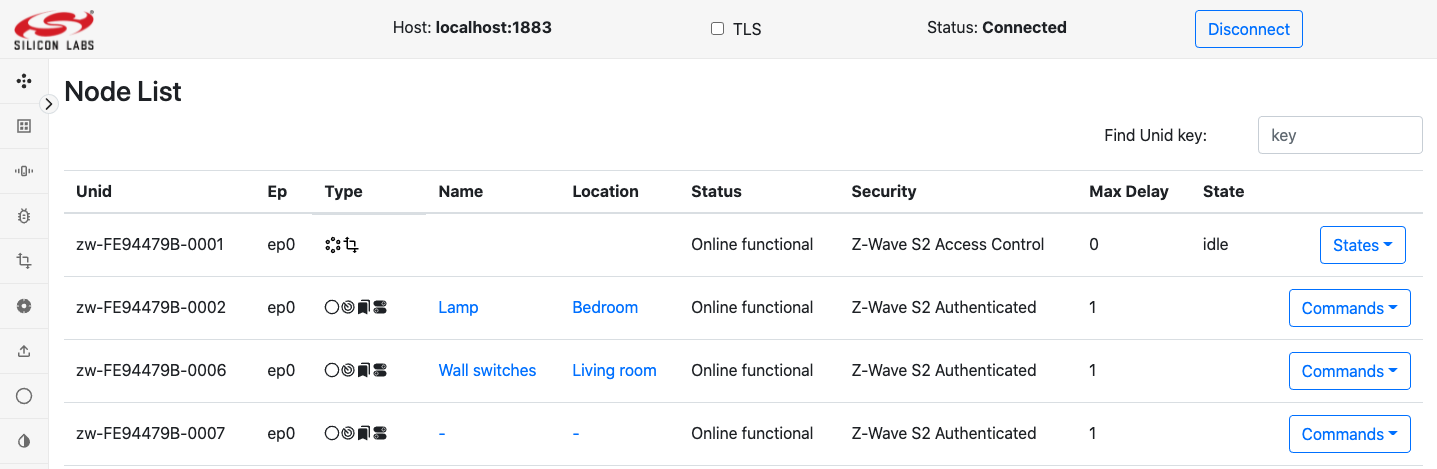 SILICON LABS
Host: localhost:1883 TLS Status: Connected Disconnect
Node List
Find Unid key: key
Unid Ep Type Name Location Status Security Max Delay State
zw-FE94479B-0001 ep0 Online functional Z-Wave S2 Access Control 0 idle States
zw-FE94479B-0002 ep0 Lamp Bedroom Online functional Z-Wave S2 Authenticated 1 Commands
zw-FE94479B-0006 ep0 Wall switches Living room Online functional Z-Wave S2 Authenticated 1 Commands
zw-FE94479B-0007 ep0 - - Online functional Z-Wave S2 Authenticated 1 Commands